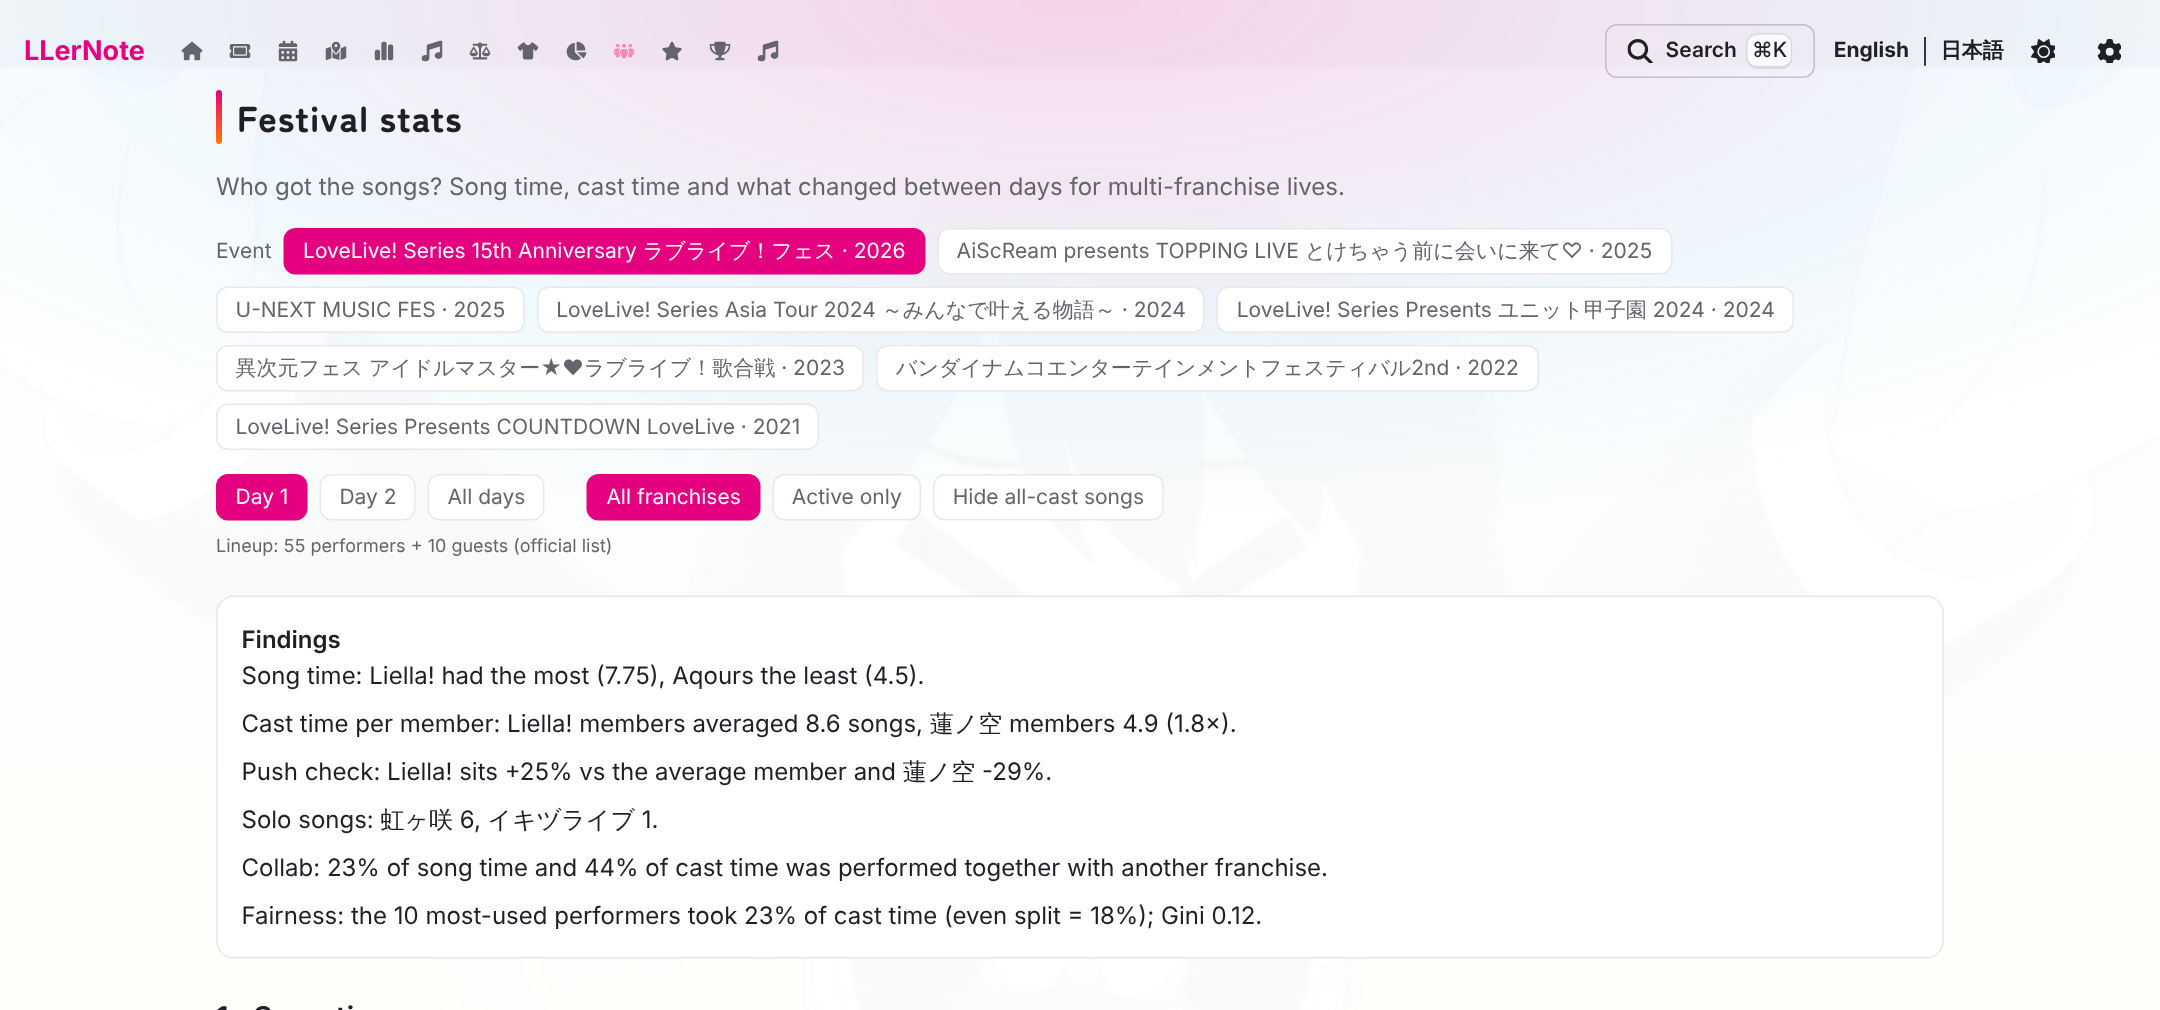 LLerNote Search ⌘K English 日本語
Festival stats
Who got the songs? Song time, cast time and what changed between days for multi-franchise lives.
Event LoveLive! Series 15th Anniversary ラブライブ！フェス · 2026 AiScReam presents TOPPING LIVE とけちゃう前に会いに来て♡ · 2025
U-NEXT MUSIC FES · 2025 LoveLive! Series Asia Tour 2024 ～みんなで叶える物語～ · 2024 LoveLive! Series Presents ユニット甲子園 2024 · 2024
異次元フェス アイドルマスター★♥ラブライブ！歌合戦 · 2023 バンダイナムコエンターテインメントフェスティバル2nd · 2022
LoveLive! Series Presents COUNTDOWN LoveLive · 2021
Day 1 Day 2 All days All franchises Active only Hide all-cast songs
Lineup: 55 performers + 10 guests (official list)
Findings
Song time: Liella! had the most (7.75), Aqours the least (4.5).
Cast time per member: Liella! members averaged 8.6 songs, 蓮ノ空 members 4.9 (1.8×).
Push check: Liella! sits +25% vs the average member and 蓮ノ空 -29%.
Solo songs: 虹ヶ咲 6, イキヅライブ 1.
Collab: 23% of song time and 44% of cast time was performed together with another franchise.
Fairness: the 10 most-used performers took 23% of cast time (even split = 18%); Gini 0.12.